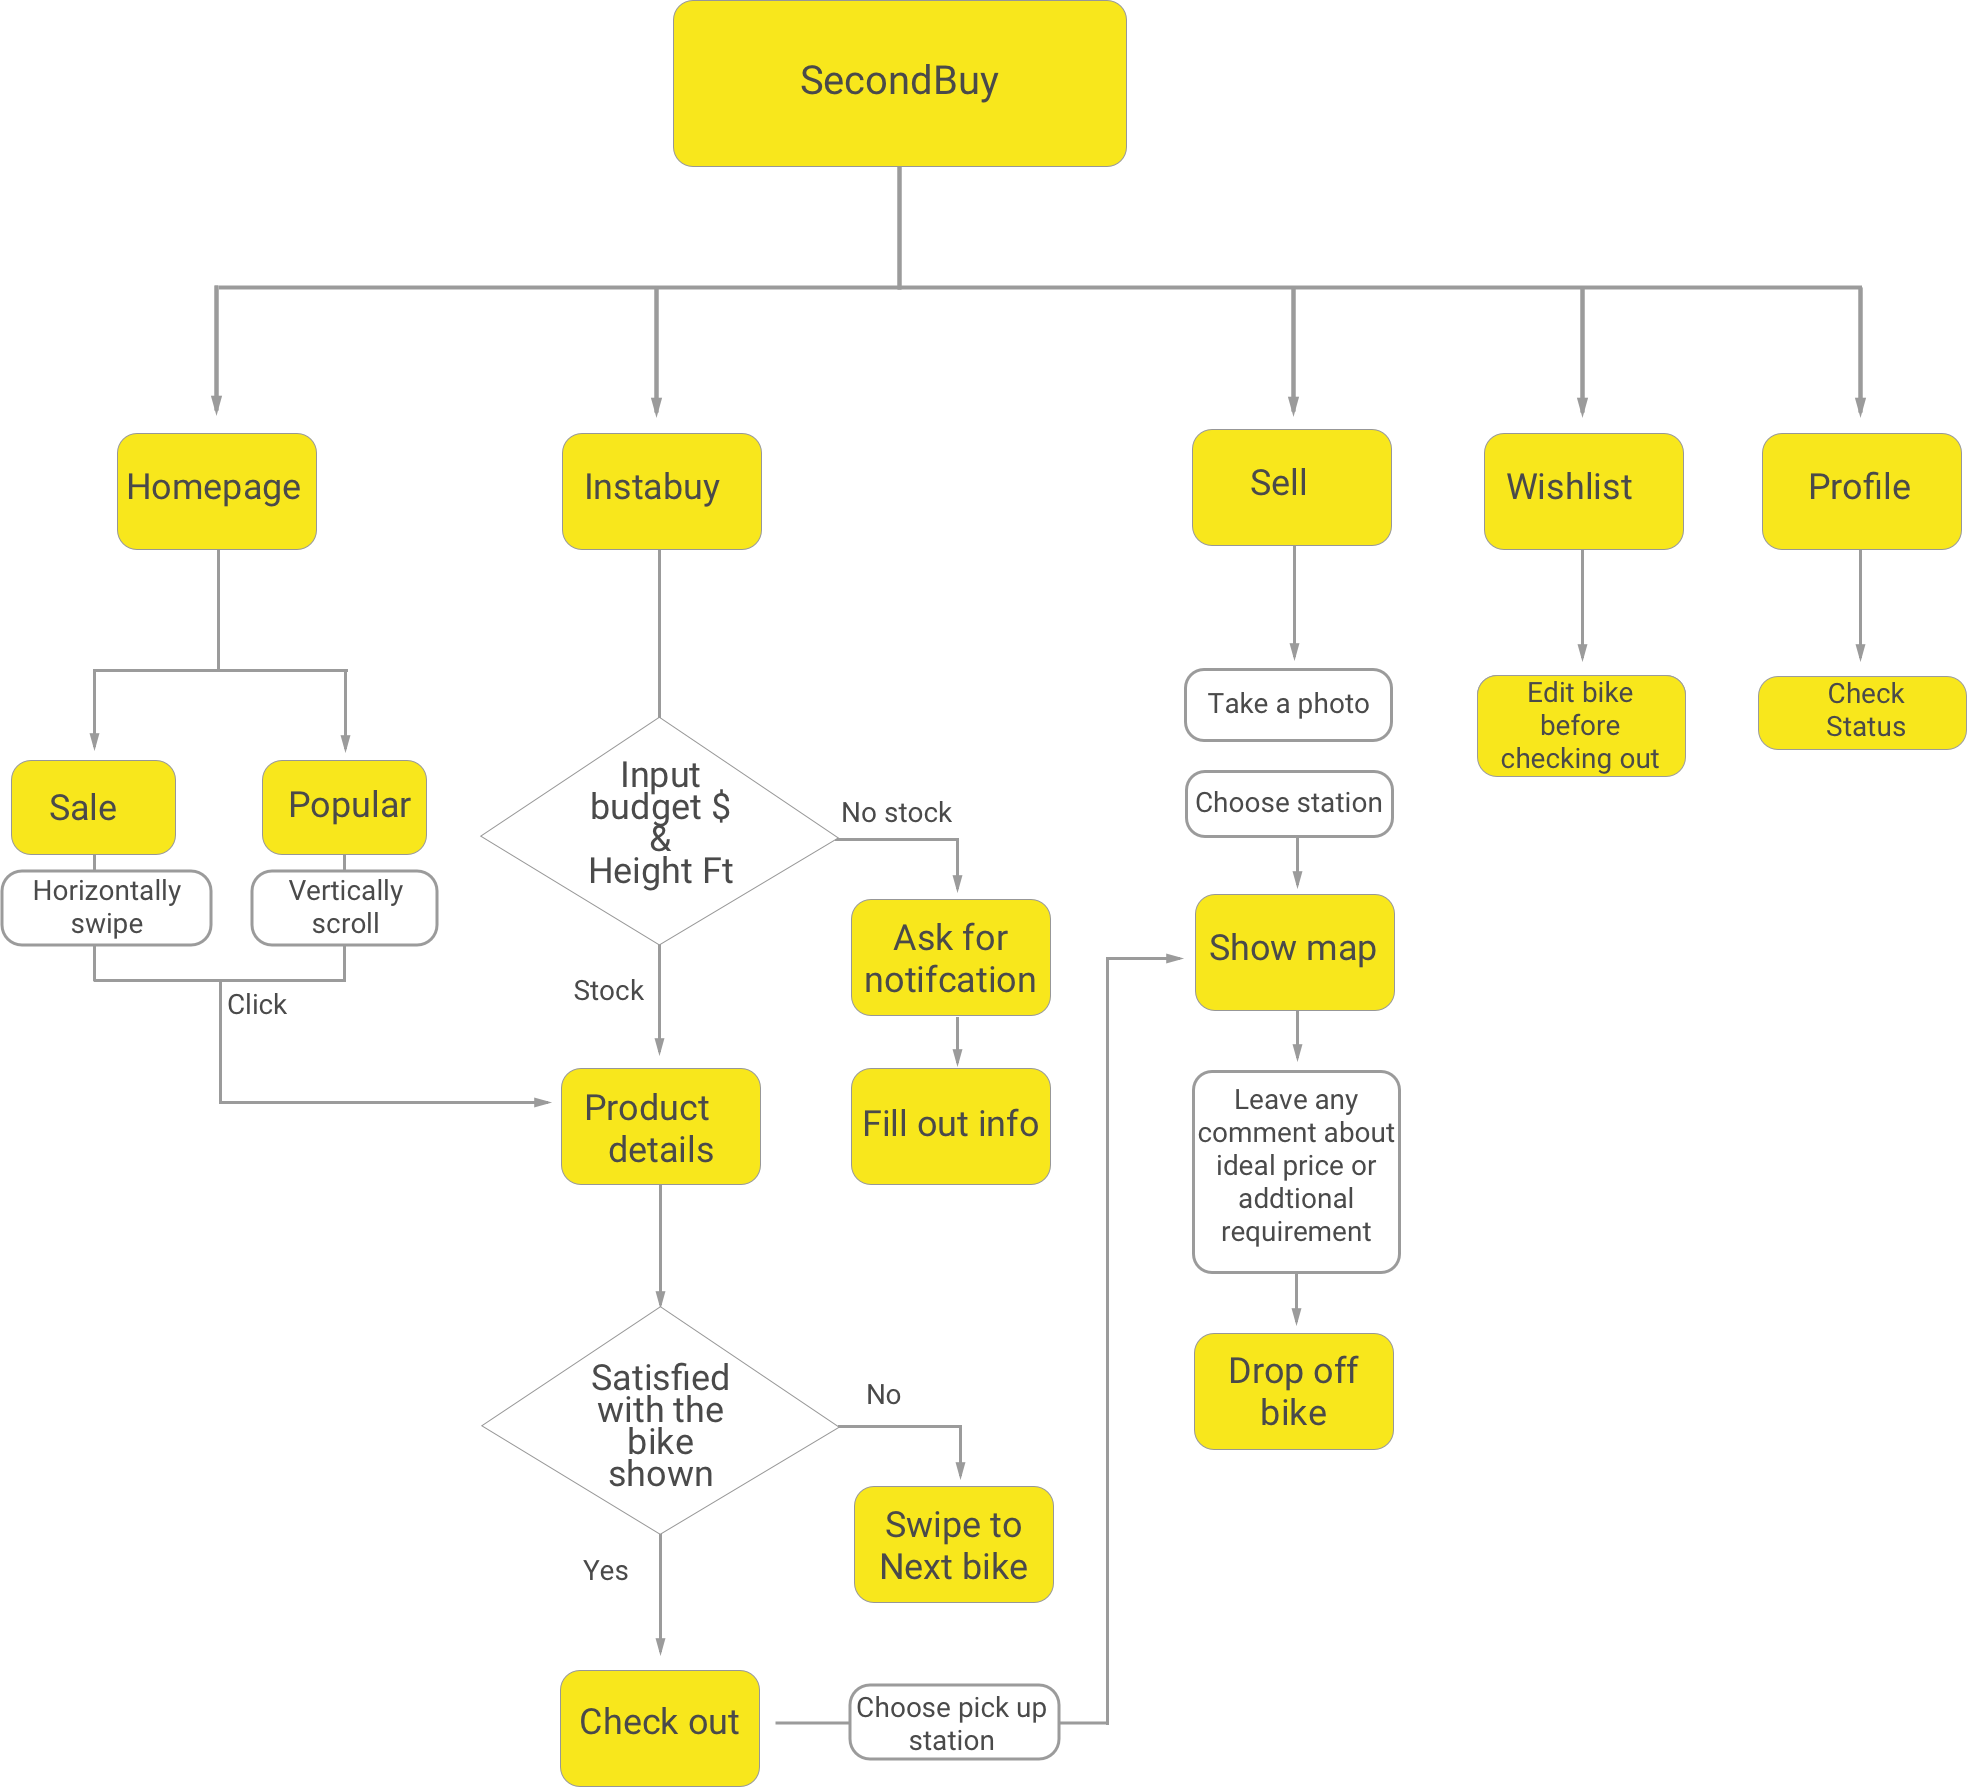 SecondBuy
Homepage
Instabuy
Sell
Wishlist
Profile
Take a photo
Edit bike
before
checking out
Check
Status
Sale
Popular
Input
budget $
&
Height Ft
No stock
Choose station
Horizontally
swipe
Vertically
scroll
Click
Stock
Ask for
notifcation
Show map
Product
details
Fill out info
Leave any
comment about
ideal price or
addtional
requirement
Satisfied
with the
bike
shown
No
Drop off
bike
Swipe to
Next bike
Yes
Check out
Choose pick up
station